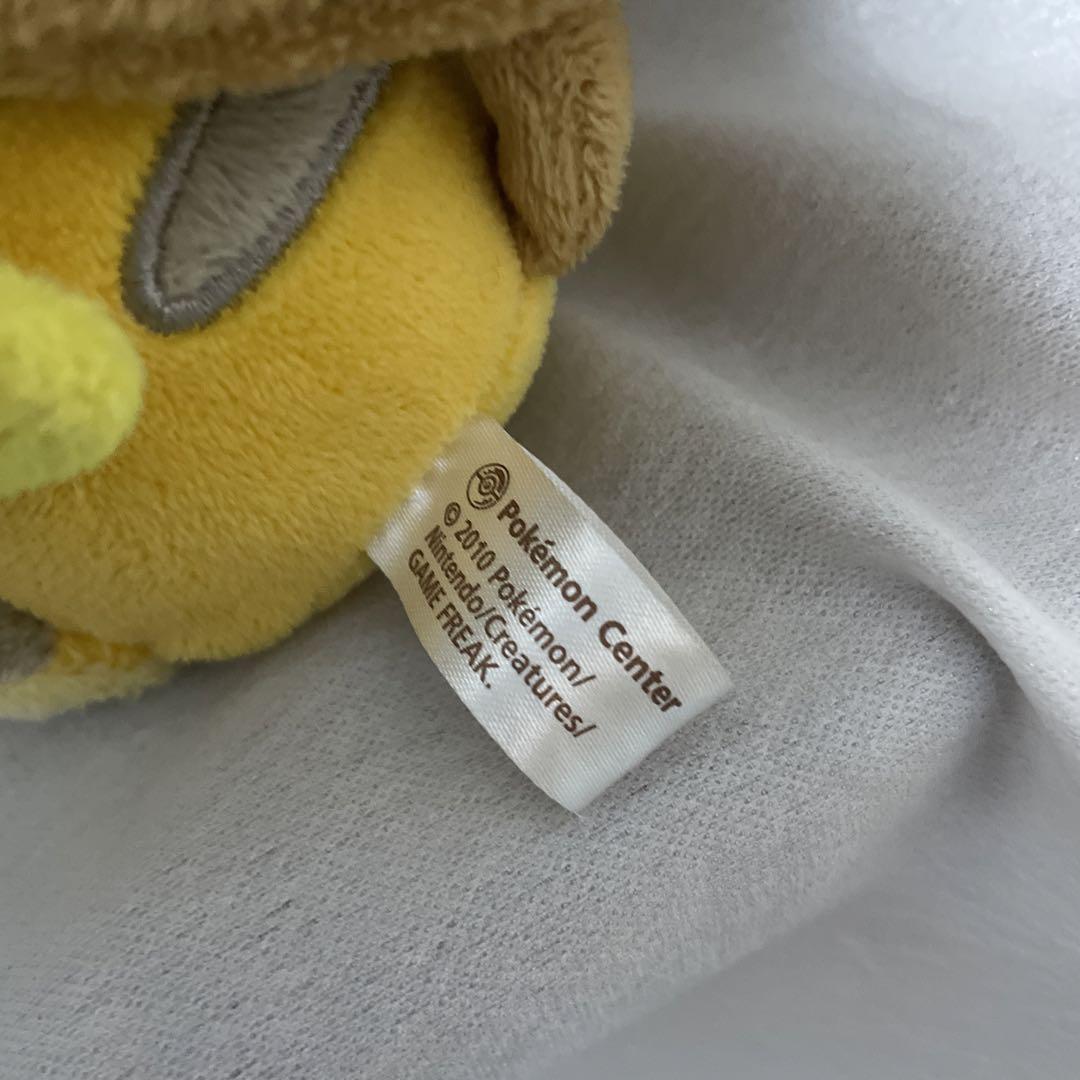 Pokémon Center
© 2010 Pokémon/
Nintendo/Creatures/
GAME FREAK.